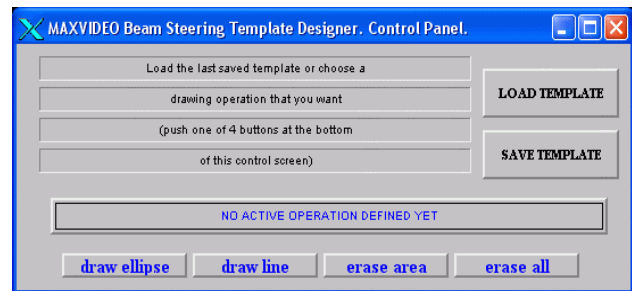 MAXVIDEO Beam Steering Template Designer. Control Panel.
Load the last saved template or choose a
drawing operation that you want
(push one of 4 buttons at the bottom
of this control screen)
LOAD TEMPLATE
SAVE TEMPLATE
NO ACTIVE OPERATION DEFINED YET
draw ellipse draw line erase area erase all